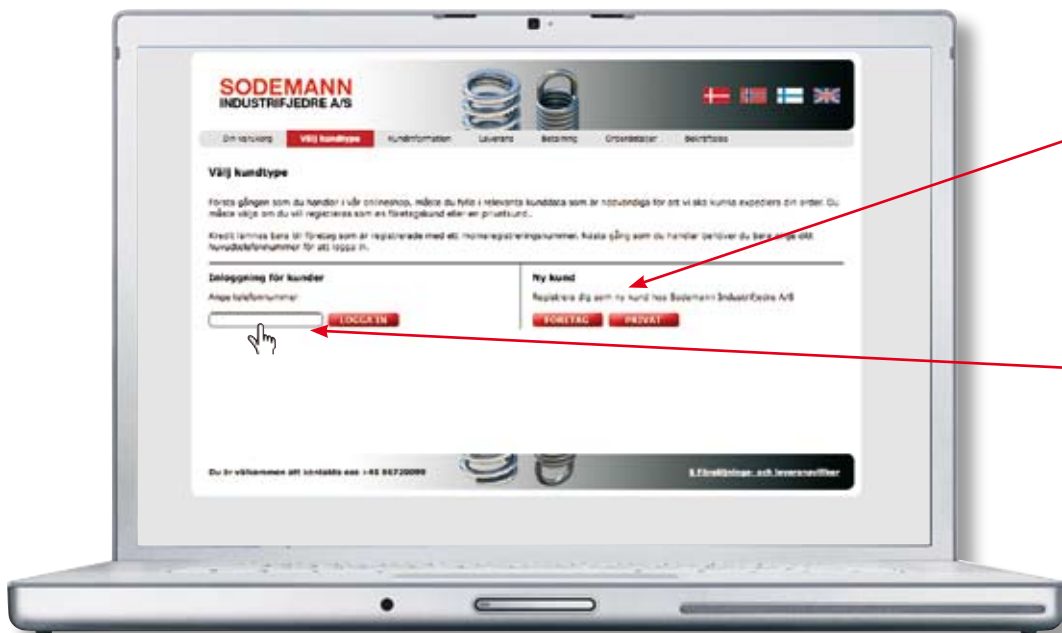 SODEMANN
INDUSTRIFJEDRE A/S
Din varukorg Välj kundtype Kundinformation Leverans Betalning Orderdetaljer Bekräftelse
Välj kundtype
Första gången som du handlar i vår onlineshop, måste du fylla i relevanta kunddata som är nödvändiga för att vi ska kunna expediera din order. Du
måste välja om du vill registreras som en företagskund eller en privatkund.
Kredit lämnas bara till företag som är registrerade med ett momsregistreringsnummer. Nästa gång som du handlar behöver du bara ange ditt
huvudtelefonnummer för att logga in.
Inloggning för kunder
Ange telefonnummer
LOGGA IN
Ny kund
Registrera dig som ny kund hos Sodemann Industrifjedre A/S
FÖRETAG PRIVAT
Du är välkommen att kontakta oss +45 86720099
försäljnings- och leveransvillkor